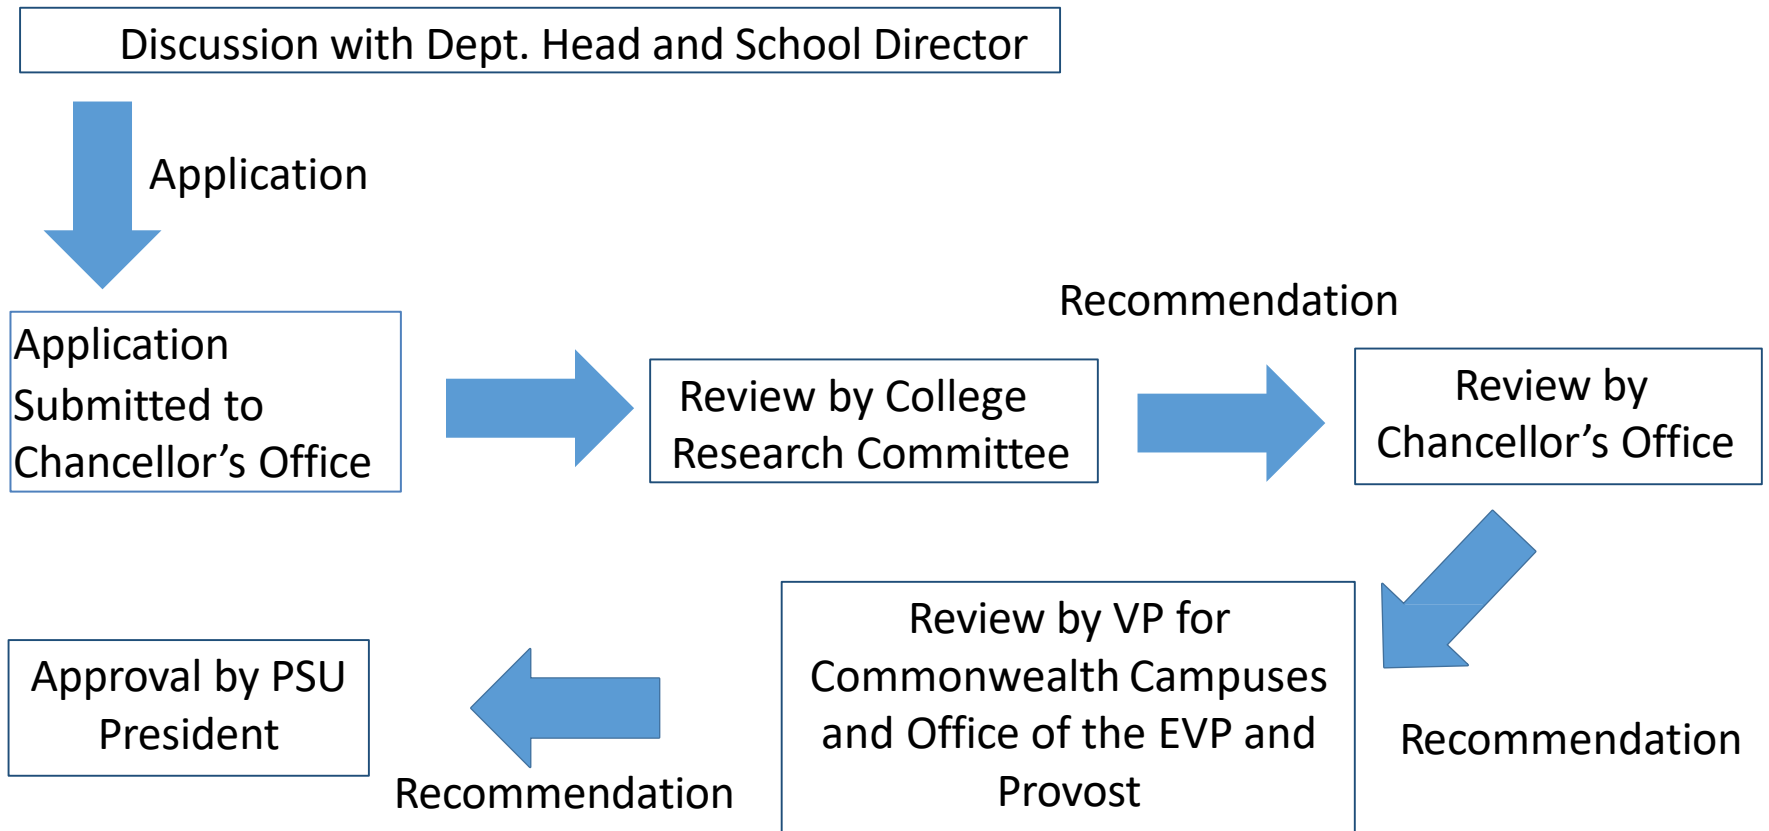 Discussion with Dept. Head and School Director
Application
Application
Submitted to
Chancellor’s Office
Review by College
Research Committee
Recommendation
Review by
Chancellor’s Office
Recommendation
Review by VP for
Commonwealth Campuses
and Office of the EVP and
Provost
Recommendation
Approval by PSU
President